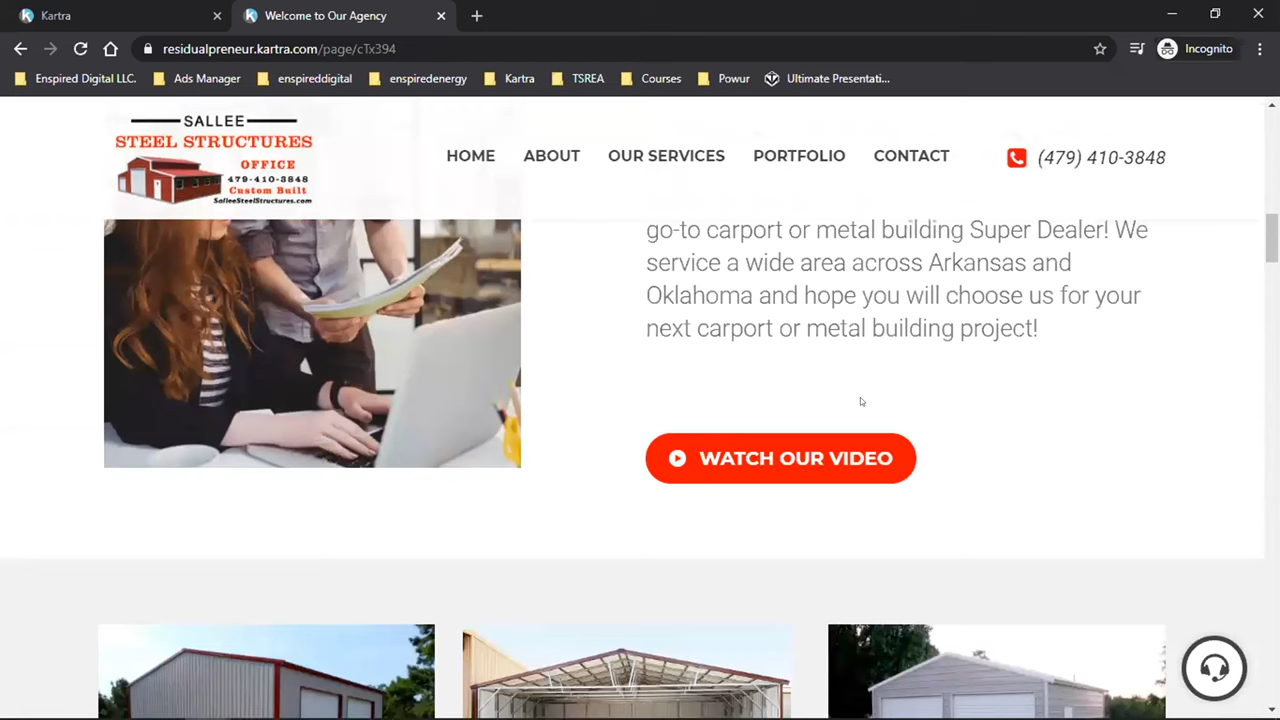 Kartra
Welcome to Our Agency
residualpreneur.kartra.com/page/cTx394
Incognito
Enspired Digital LLC.
Ads Manager
enspireddigital
enspiredenergy
Kartra
TSREA
Courses
Powur
Ultimate Presentati...
SALLEE
STEEL STRUCTURES
OFFICE
479-410-3848
Custom Built
SalleeSteelStructures.com
HOME
ABOUT
OUR SERVICES
PORTFOLIO
CONTACT
(479) 410-3848
go-to carport or metal building Super Dealer! We
service a wide area across Arkansas and
Oklahoma and hope you will choose us for your
next carport or metal building project!
WATCH OUR VIDEO